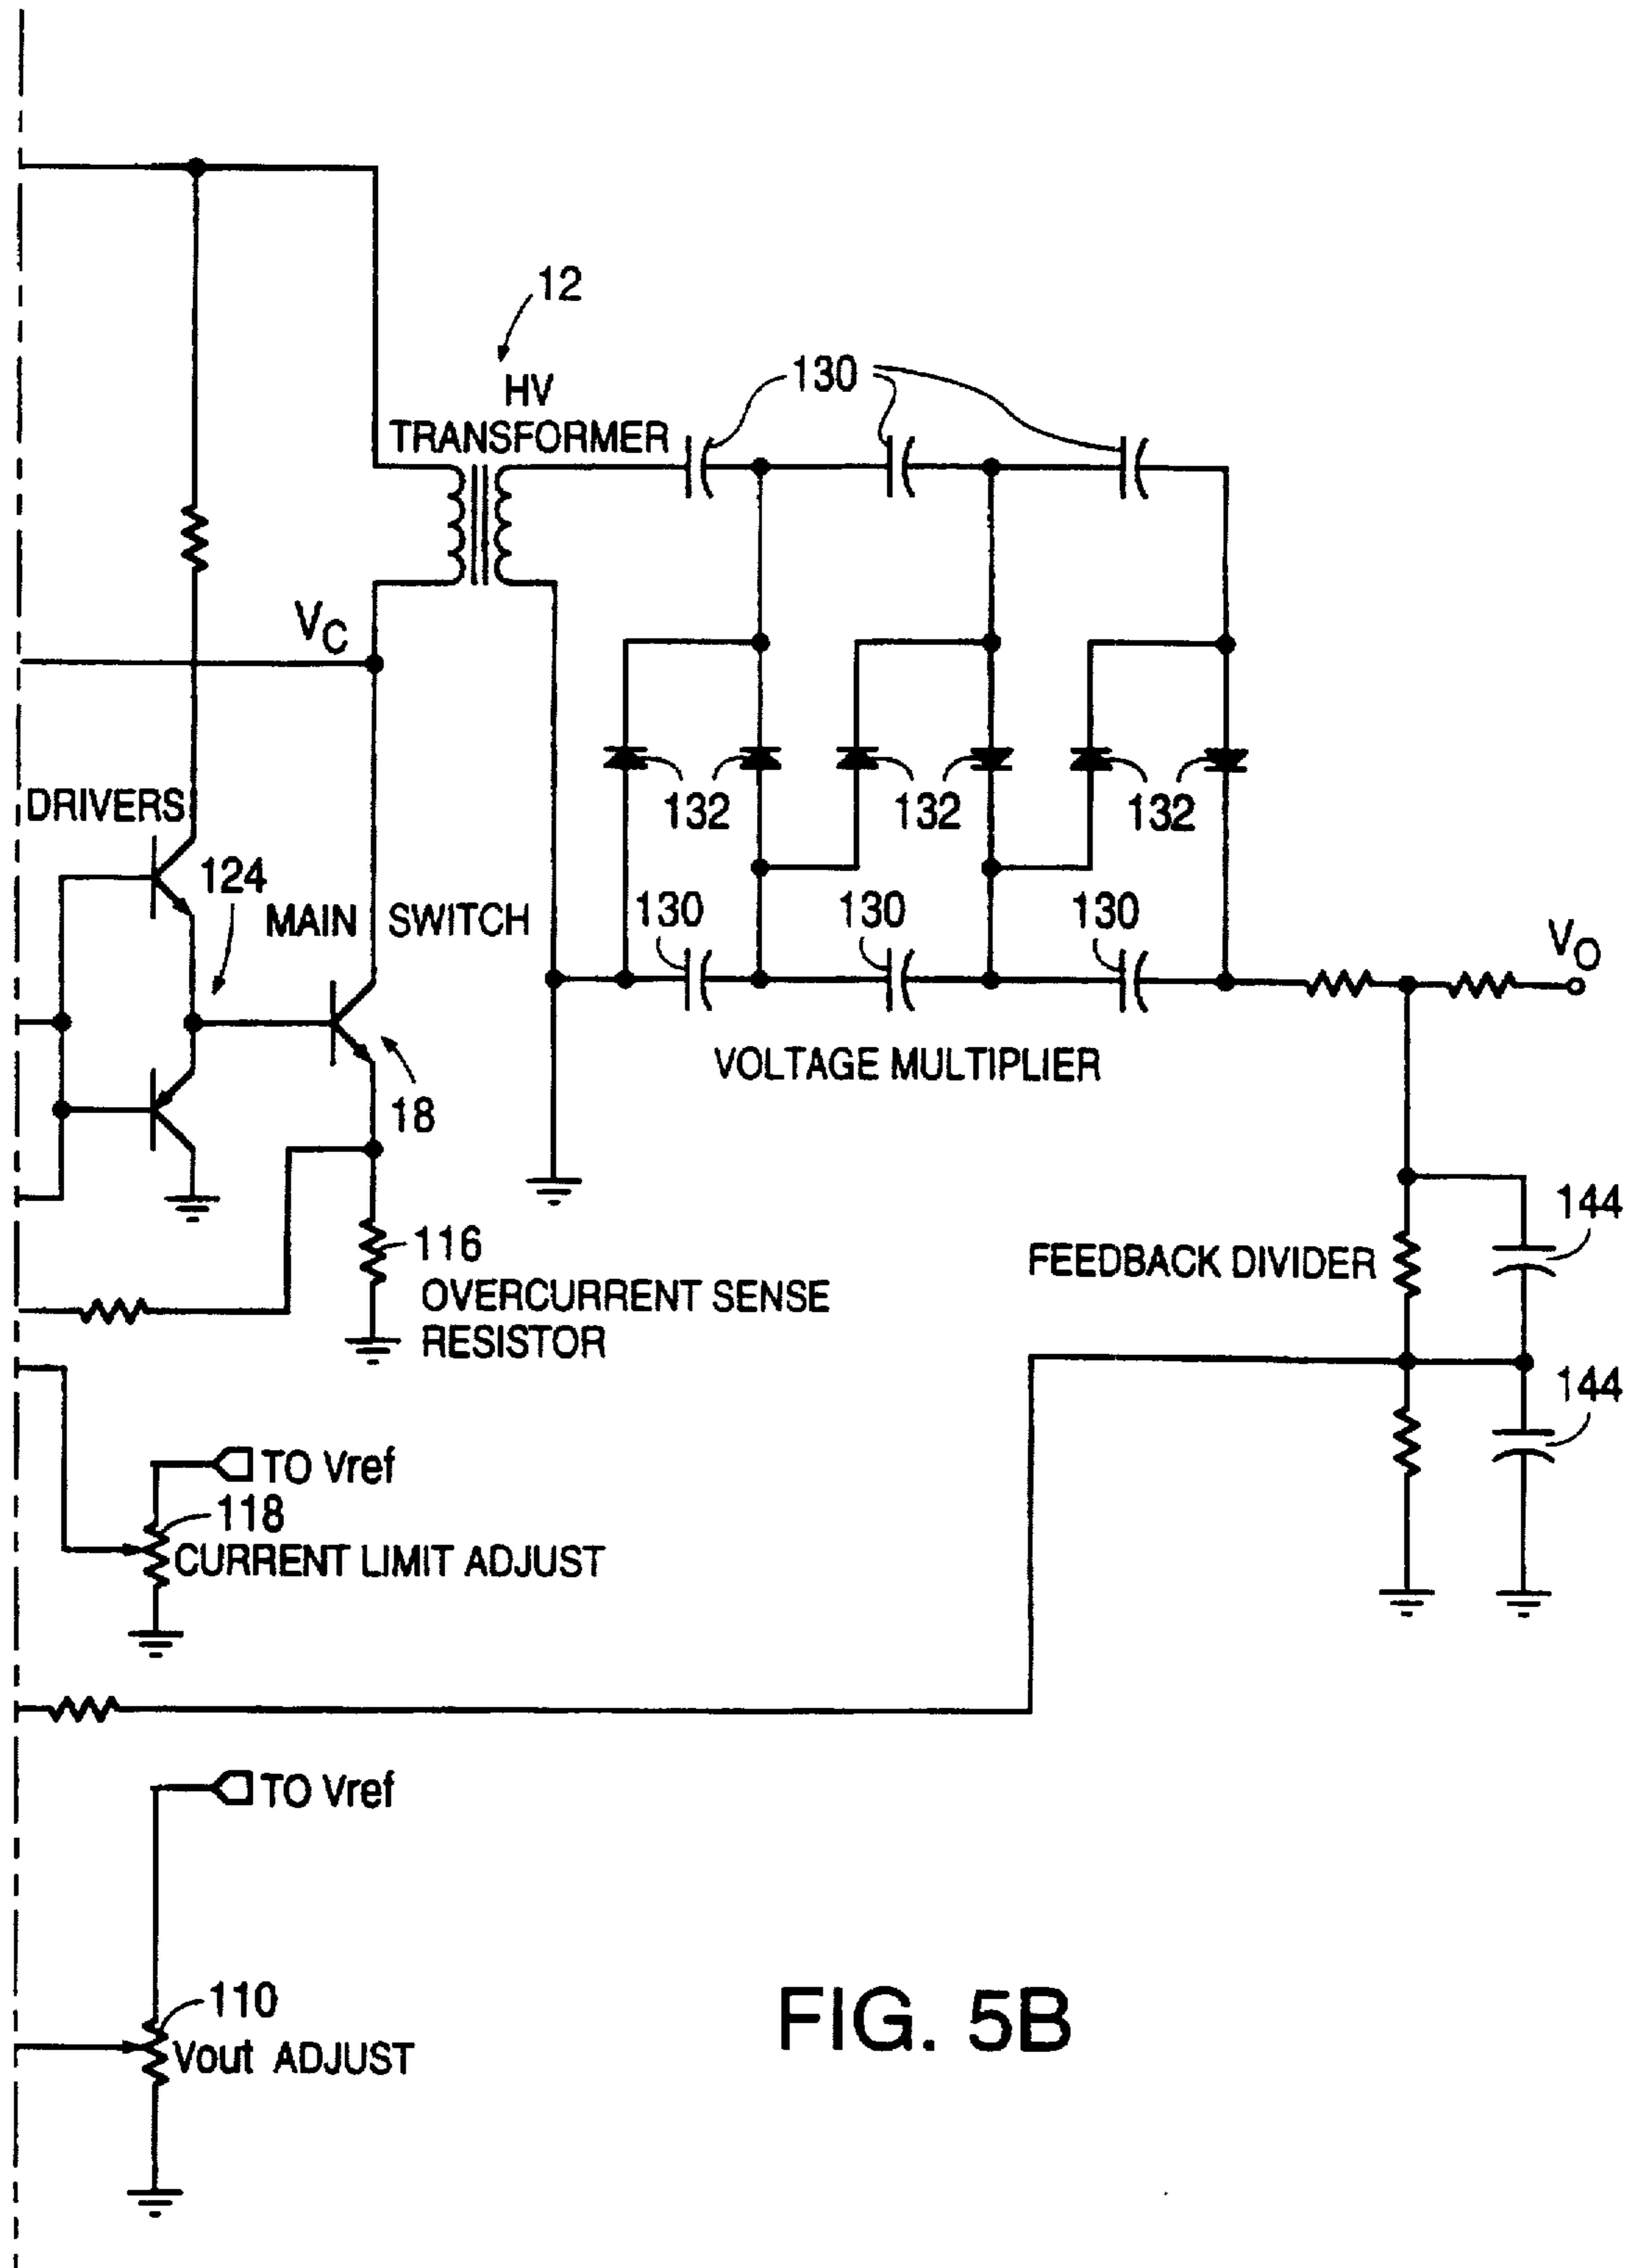 12
HV
TRANSFORMER
130
VC
132
132
132
DRIVERS
124
MAIN SWITCH
130
130
130
VO
18
VOLTAGE MULTIPLIER
116
OVERCURRENT SENSE
RESISTOR
FEEDBACK DIVIDER
144
144
TO Vref
118
CURRENT LIMIT ADJUST
TO Vref
110
Vout ADJUST
FIG. 5B